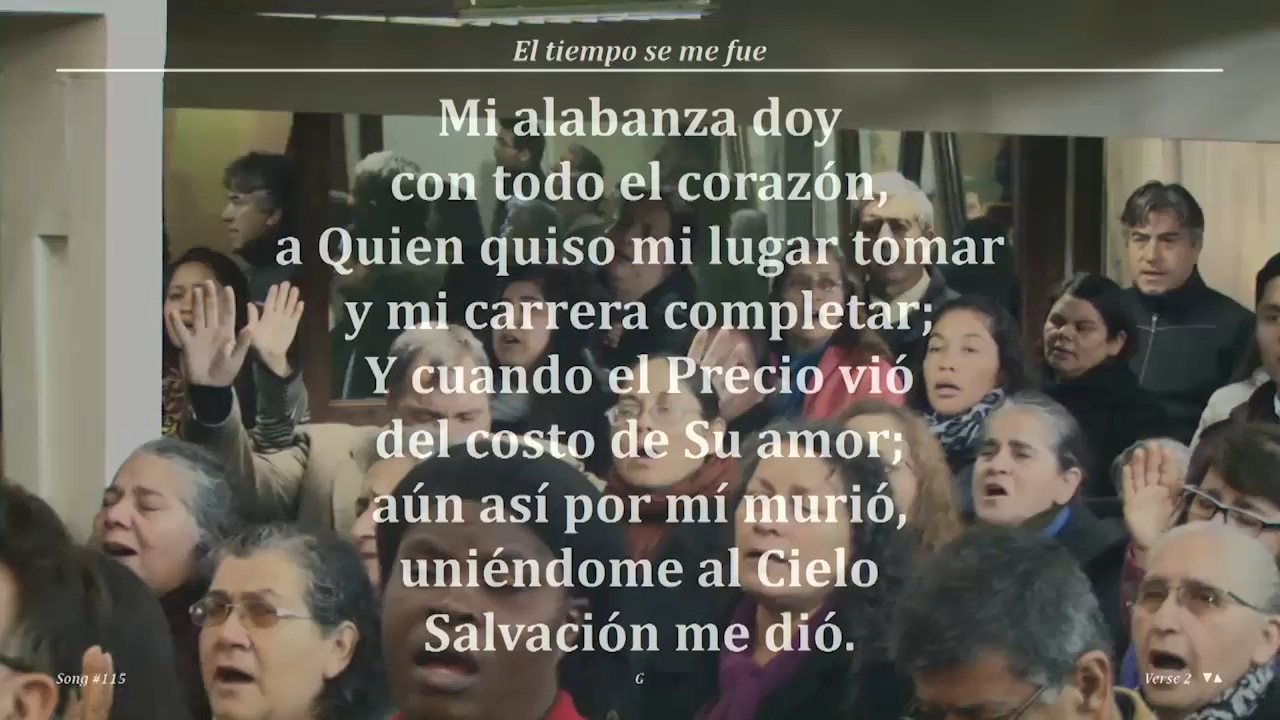 El tiempo se me fue
Mi alabanza doy
con todo el corazón,
a Quien quiso mi lugar tomar
y mi carrera completar;
Y cuando el Precio vió
del costo de Su amor;
aún así por mí murió,
uniéndome al Cielo
Salvación me dió.
Song #115
G
Verse 2 ▼▲